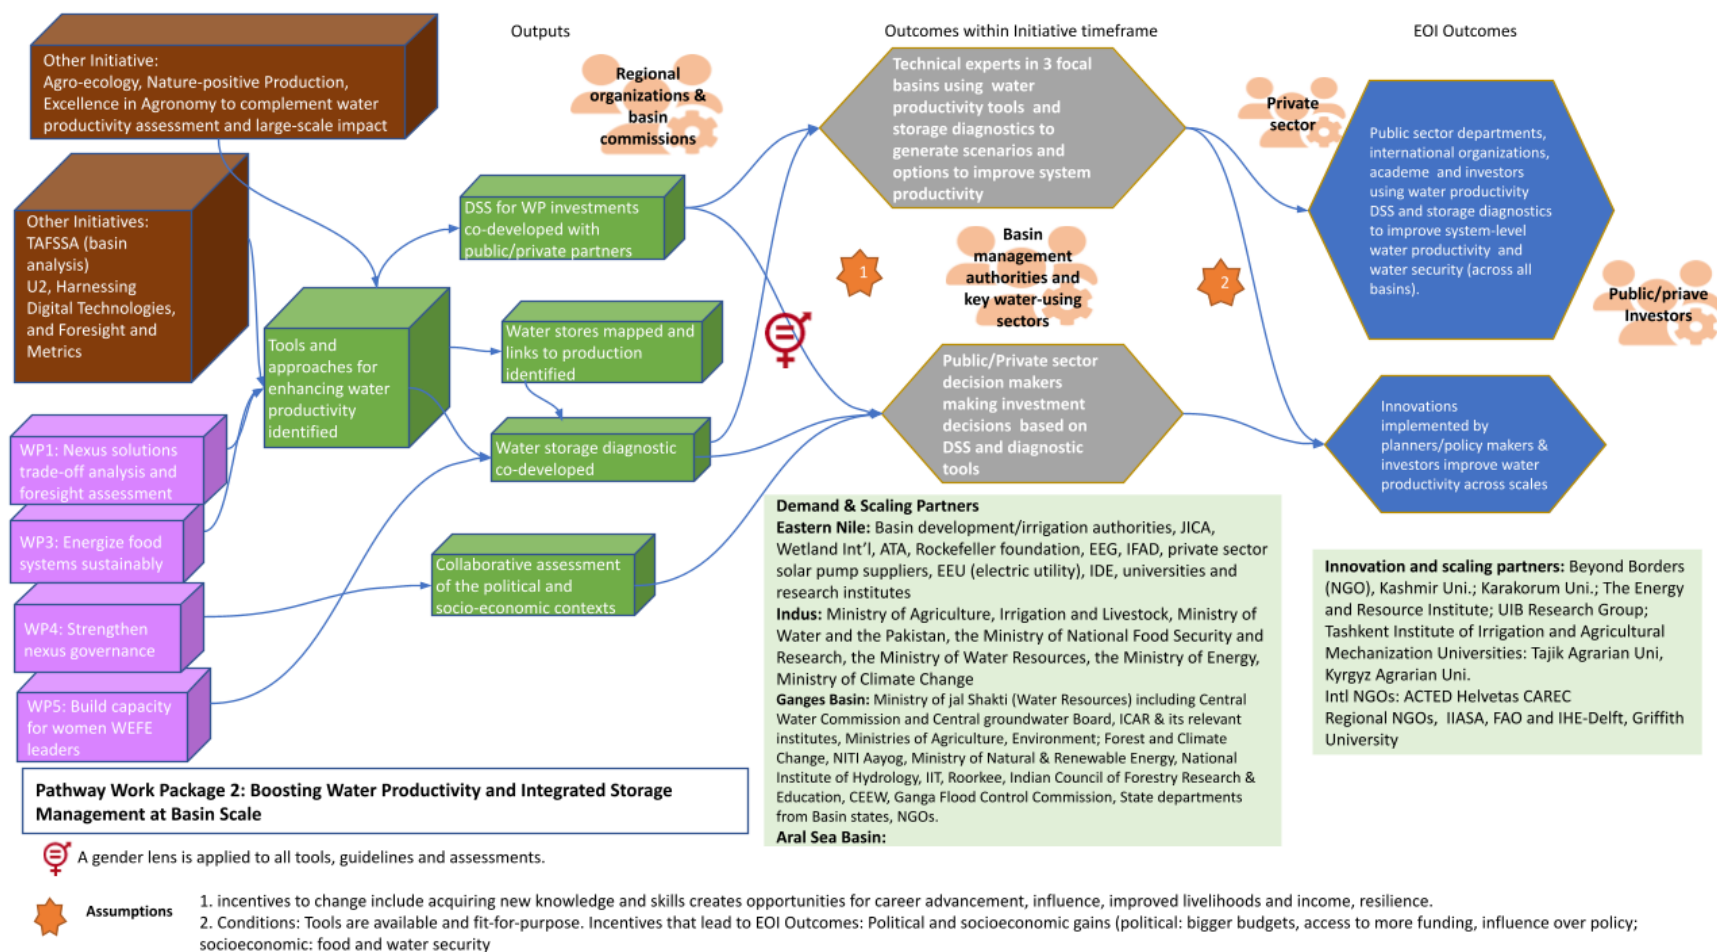 Outputs
Outcomes within Initiative timeframe
EOI Outcomes
Other Initiative:
Agro-ecology, Nature-positive Production,
Excellence in Agronomy to complement water
productivity assessment and large-scale impact
Regional
organizations &
basin
commissions
Technical experts in 3 focal
basins using water
productivity tools and
storage diagnostics to
generate scenarios and
options to improve system
productivity
Private
sector
Public sector departments,
international organizations,
academe and investors
using water productivity
DSS and storage diagnostics
to improve system-level
water productivity and
water security (across all
basins).
Other Initiatives:
TAFSSA (basin
analysis)
U2, Harnessing
Digital Technologies,
and Foresight and
Metrics
DSS for WP investments
co-developed with
public/private partners
Basin
management
authorities and
key water-using
sectors
1
2
Public/priave
Investors
Tools and
approaches for
enhancing water
productivity
identified
Water stores mapped and
links to production
identified
Public/Private sector
decision makers
making investment
decisions based on
DSS and diagnostic
tools
Innovations
implemented by
planners/policy makers &
investors improve water
productivity across scales
WP1: Nexus solutions
trade-off analysis and
foresight assessment
Water storage diagnostic
co-developed
WP3: Energize food
systems sustainably
Collaborative assessment
of the political and
socio-economic contexts
WP4: Strengthen
nexus governance
WP5: Build capacity
for women WEFE
leaders
Demand & Scaling Partners
Eastern Nile: Basin development/irrigation authorities, JICA,
Wetland Int'l, ATA, Rockefeller foundation, EEG, IFAD, private sector
solar pump suppliers, EEU (electric utility), IDE, universities and
research institutes
Indus: Ministry of Agriculture, Irrigation and Livestock, Ministry of
Water and the Pakistan, the Ministry of National Food Security and
Research, the Ministry of Water Resources, the Ministry of Energy,
Ministry of Climate Change
Ganges Basin: Ministry of jal Shakti (Water Resources) including Central
Water Commission and Central groundwater Board, ICAR & its relevant
institutes, Ministries of Agriculture, Environment; Forest and Climate
Change, NITI Aayog, Ministry of Natural & Renewable Energy, National
Institute of Hydrology, IIT, Roorkee, Indian Council of Forestry Research &
Education, CEEW, Ganga Flood Control Commission, State departments
from Basin states, NGOs.
Aral Sea Basin:
Innovation and scaling partners: Beyond Borders
(NGO), Kashmir Uni.; Karakorum Uni.; The Energy
and Resource Institute; UIB Research Group;
Tashkent Institute of Irrigation and Agricultural
Mechanization Universities: Tajik Agrarian Uni,
Kyrgyz Agrarian Uni.
Intl NGOs: ACTED Helvetas CAREC
Regional NGOs, IIASA, FAO and IHE-Delft, Griffith
University
Pathway Work Package 2: Boosting Water Productivity and Integrated Storage
Management at Basin Scale
A gender lens is applied to all tools, guidelines and assessments.
Assumptions
1. incentives to change include acquiring new knowledge and skills creates opportunities for career advancement, influence, improved livelihoods and income, resilience.
2. Conditions: Tools are available and fit-for-purpose. Incentives that lead to EOI Outcomes: Political and socioeconomic gains (political: bigger budgets, access to more funding, influence over policy;
socioeconomic: food and water security